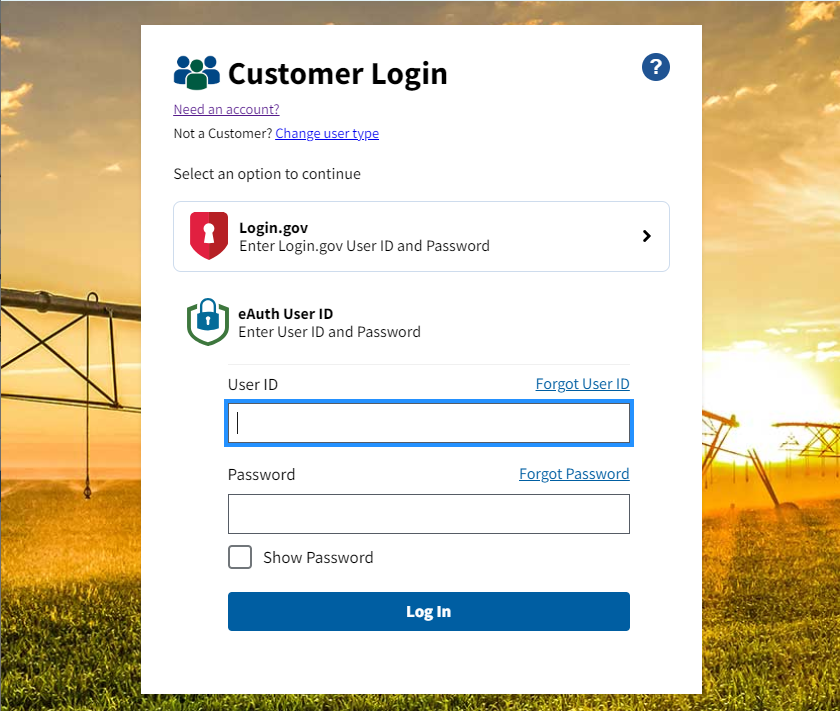 Customer Login
?
Need an account?
Not a Customer? Change user type
Select an option to continue
Login.gov
Enter Login.gov User ID and Password
eAuth User ID
Enter User ID and Password
User ID Forgot User ID
Password Forgot Password
Show Password
Log In